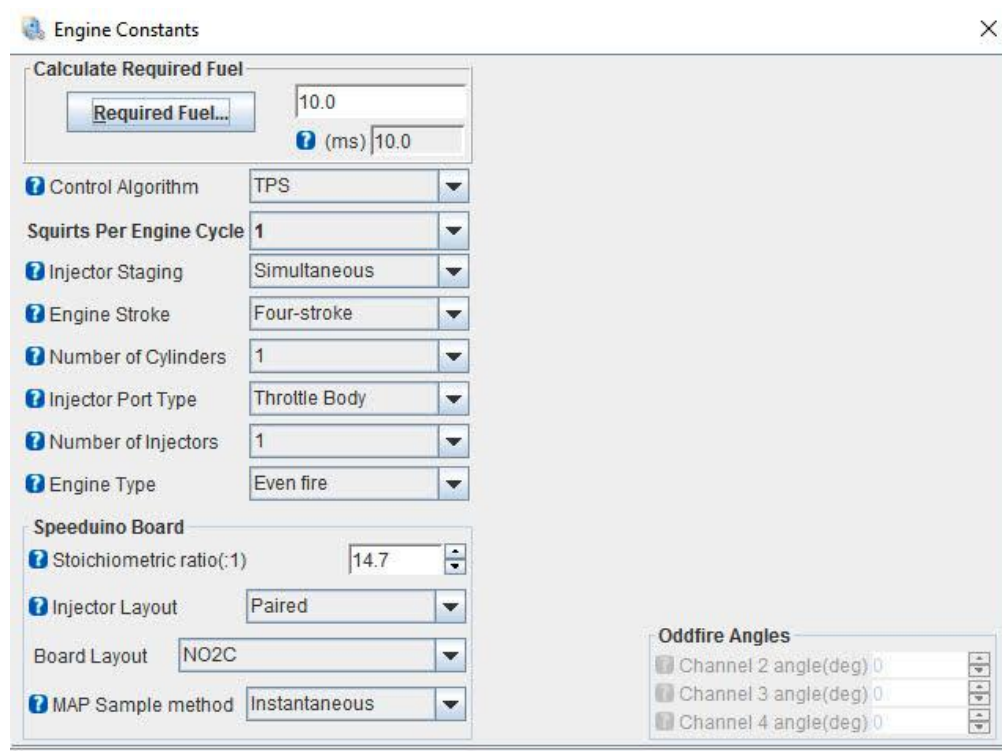 Engine Constants
Calculate Required Fuel
Required Fuel...
10.0
(ms) 10.0
Control Algorithm TPS
Squirts Per Engine Cycle 1
Injector Staging Simultaneous
Engine Stroke Four-stroke
Number of Cylinders 1
Injector Port Type Throttle Body
Number of Injectors 1
Engine Type Even fire
Speeduino Board
Stoichiometric ratio(:1) 14.7
Injector Layout Paired
Board Layout NO2C
MAP Sample method Instantaneous
Oddfire Angles
Channel 2 angle(deg) 0
Channel 3 angle(deg) 0
Channel 4 angle(deg) 0